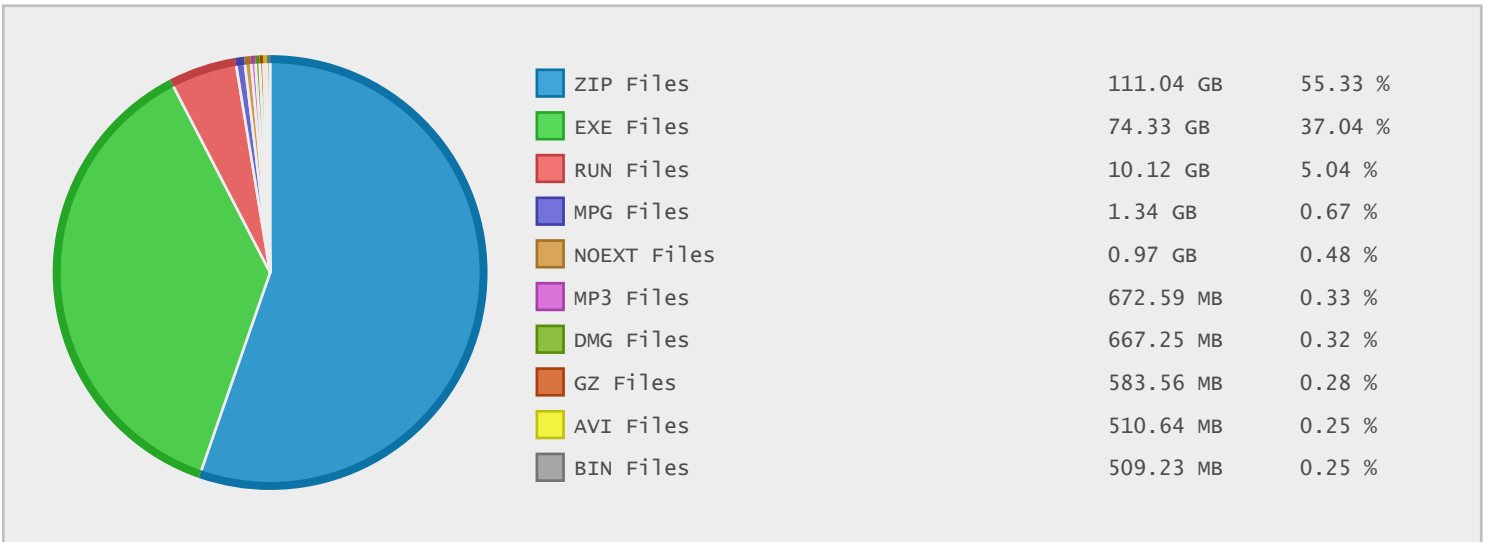 ZIP Files 111.04 GB 55.33 %
EXE Files 74.33 GB 37.04 %
RUN Files 10.12 GB 5.04 %
MPG Files 1.34 GB 0.67 %
NOEXT Files 0.97 GB 0.48 %
MP3 Files 672.59 MB 0.33 %
DMG Files 667.25 MB 0.32 %
GZ Files 583.56 MB 0.28 %
AVI Files 510.64 MB 0.25 %
BIN Files 509.23 MB 0.25 %